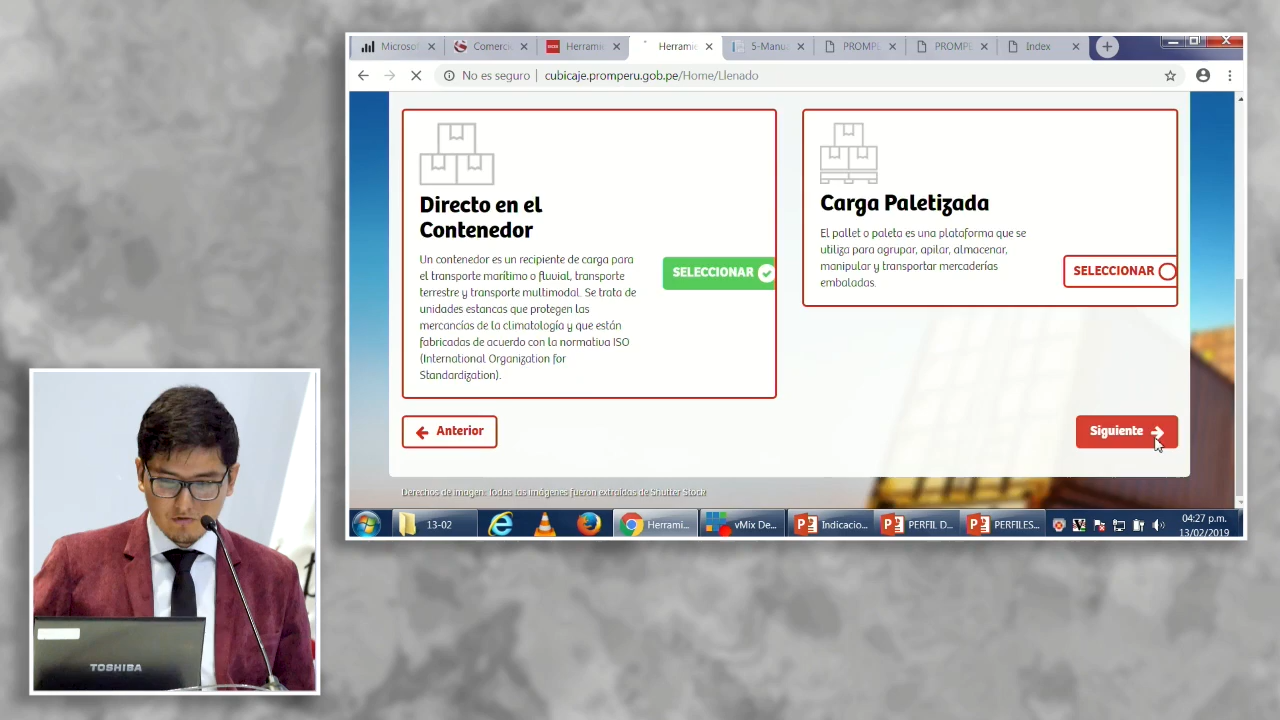 Microso
Comerci
Herrami
Herrami
5-Manu
PROMPE
PROMPE
Index
No es seguro | cubicaje.promperu.gob.pe/Home/Llenado
Directo en el
Contenedor
Un contenedor es un recipiente de carga para
el transporte marítimo o fluvial, transporte
terrestre y transporte multimodal. Se trata de
unidades estancas que protegen las
mercancías de la climatología y que están
fabricadas de acuerdo con la normativa ISO
(International Organization for
Standardization).
SELECCIONAR
Carga Paletizada
El pallet o paleta es una plataforma que se
utiliza para agrupar, apilar, almacenar,
manipular y transportar mercaderías
embaladas.
SELECCIONAR
Anterior
Siguiente
Derechos de imagen: Todas las imágenes fueron extraídas de Shutter Stock
13-02
Herrami...
vMix De...
Indicacio...
PERFIL D...
PERFILES...
04:27 p.m.
13/02/2019
TOSHIBA